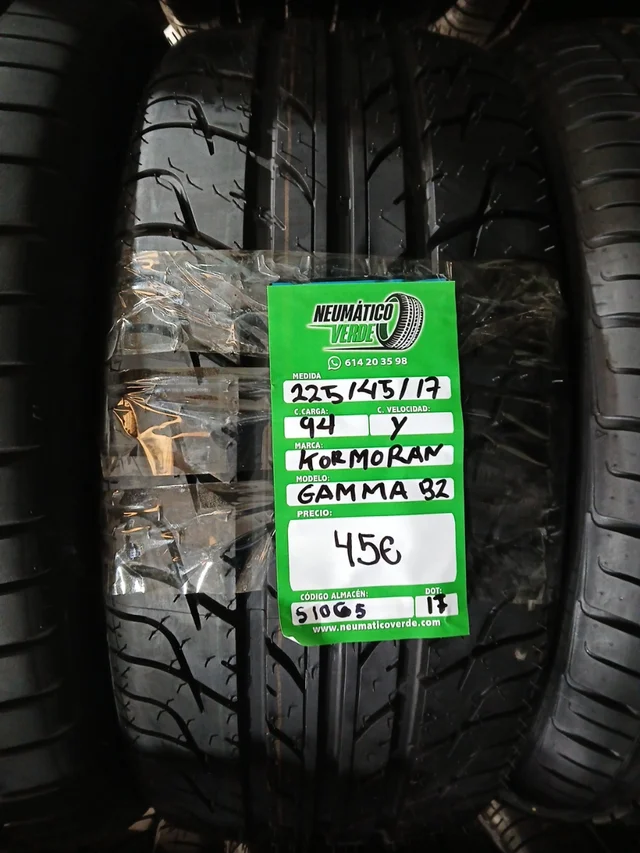 NEUMÁTICO
VERDE
614 20 35 98
MEDIDA
225/45/17
C.CARGA: C. VELOCIDAD:
94 Y
MARCA:
KORMORAN
MODELO:
GAMMA B2
PRECIO:
45€
CÓDIGO ALMACÉN: DOT:
S1065 17
www.neumaticoverde.com